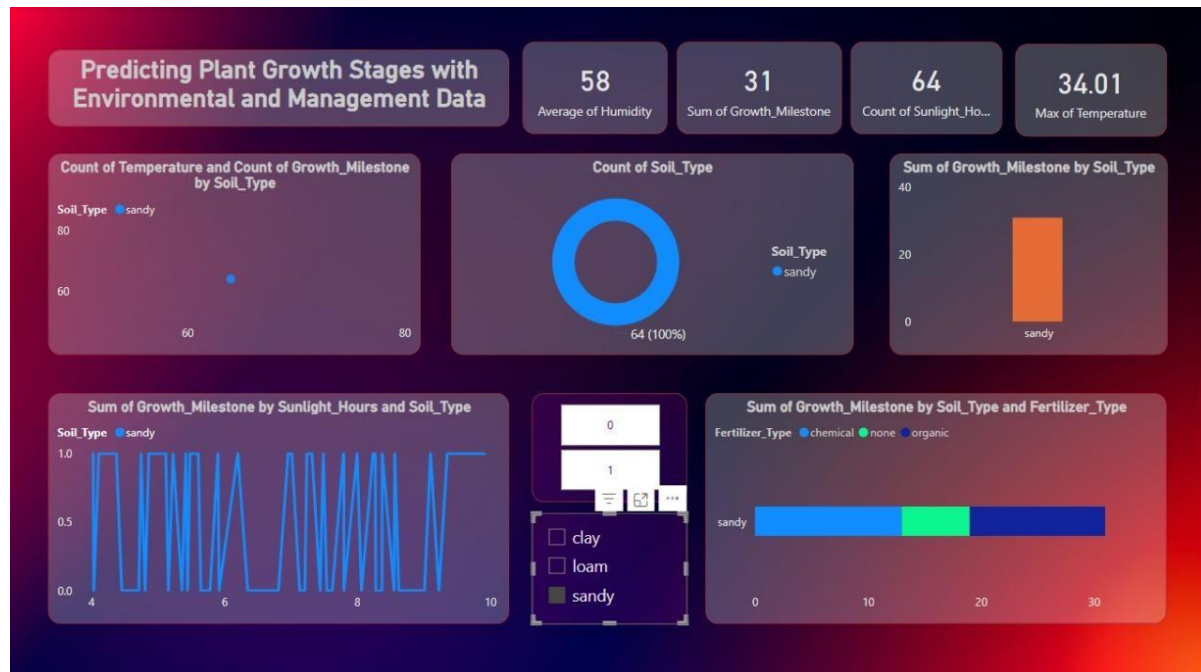 Predicting Plant Growth Stages with
Environmental and Management Data
58
Average of Humidity
31
Sum of Growth_Milestone
64
Count of Sunlight_Ho...
34.01
Max of Temperature
Count of Temperature and Count of Growth_Milestone
by Soil_Type
Soil_Type sandy
80
60
60 80
Count of Soil_Type
Soil_Type
sandy
64 (100%)
Sum of Growth_Milestone by Soil_Type
40
20
0
sandy
Sum of Growth_Milestone by Sunlight_Hours and Soil_Type
Soil_Type sandy
1.0
0.5
0.0
4 6 8 10
0
1
clay
loam
sandy
Sum of Growth_Milestone by Soil_Type and Fertilizer_Type
Fertilizer_Type chemical none organic
sandy
0 10 20 30